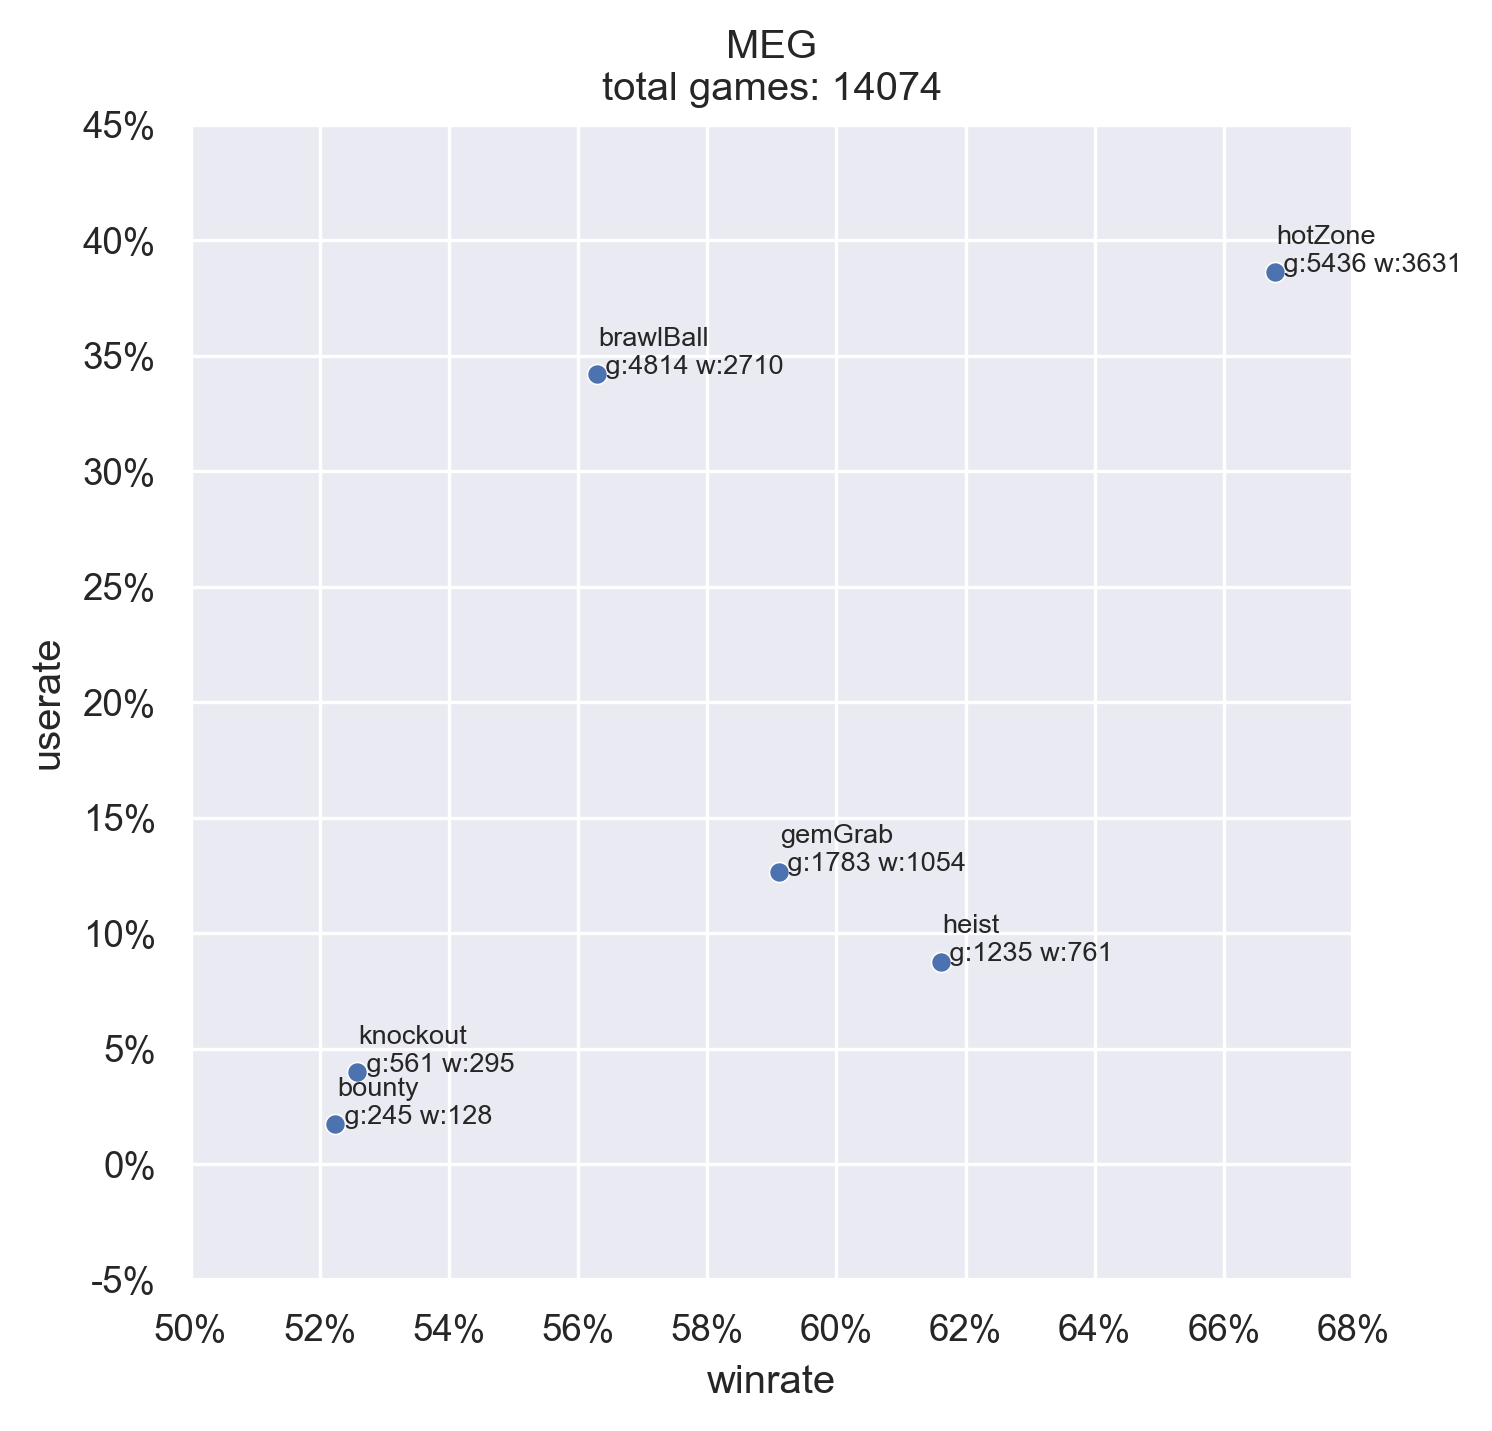 MEG
total games: 14074
45%
40%
35%
30%
25%
20%
15%
10%
5%
0%
-5%
userate
hotZone
g:5436 w:3631
brawlBall
g:4814 w:2710
gemGrab
g:1783 w:1054
heist
g:1235 w:761
knockout
g:561 w:295
bounty
g:245 w:128
50% 52% 54% 56% 58% 60% 62% 64% 66% 68%
winrate